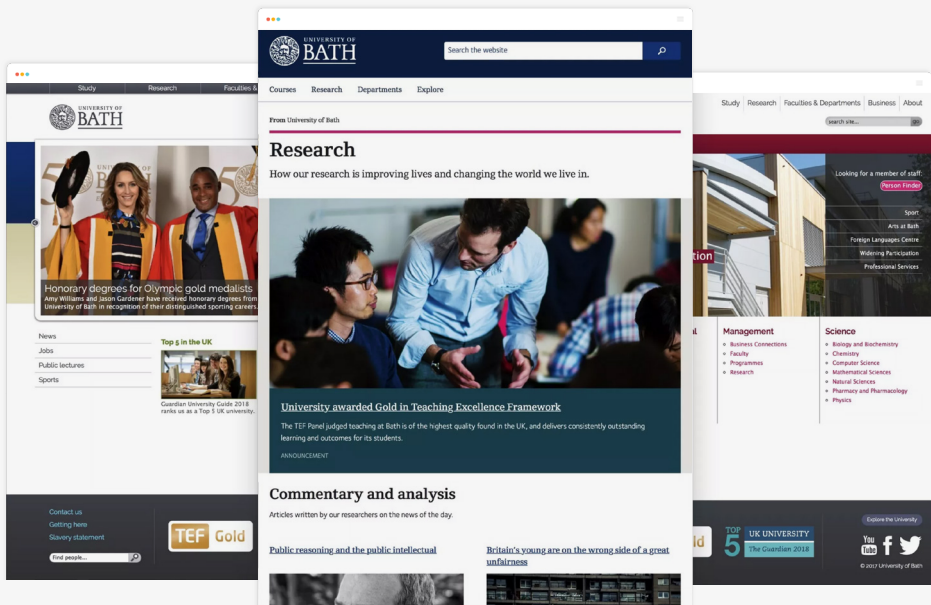 Study
Research
Faculties &
UNIVERSITY OF
BATH
UNIV
Honorary degrees for Olympic gold medalists
Amy Williams and Jason Gardener have received honorary degrees from
University of Bath in recognition of their distinguished sporting careers.
News
Jobs
Public lectures
Sports
Top 5 in the UK
Guardian University Guide 2018
ranks us as a Top 5 UK university.
Contact us
Getting here
Slavery statement
Find people...
TEF Gold
UNIVERSITY OF
BATH
Search the website
Courses
Research
Departments
Explore
From University of Bath
Research
How our research is improving lives and changing the world we live in.
University awarded Gold in Teaching Excellence Framework
The TEF Panel judged teaching at Bath is of the highest quality found in the UK, and delivers consistently outstanding
learning and outcomes for its students.
ANNOUNCEMENT
Commentary and analysis
Articles written by our researchers on the news of the day.
Public reasoning and the public intellectual
Britain's young are on the wrong side of a great
unfairness
Study
Research
Faculties & Departments
Business
About
search site...
go
Looking for a member of staff:
Person Finder
Sport
Arts at Bath
Foreign Languages Centre
Widening Participation
Professional Services
tion
al
Management
Business Connections
Faculty
Programmes
Research
Science
Biology and Biochemistry
Chemistry
Computer Science
Mathematical Sciences
Natural Sciences
Pharmacy and Pharmacology
Physics
ld
TOP
5
UK UNIVERSITY
The Guardian 2018
Explore the University
You
Tube
© 2017 University of Bath